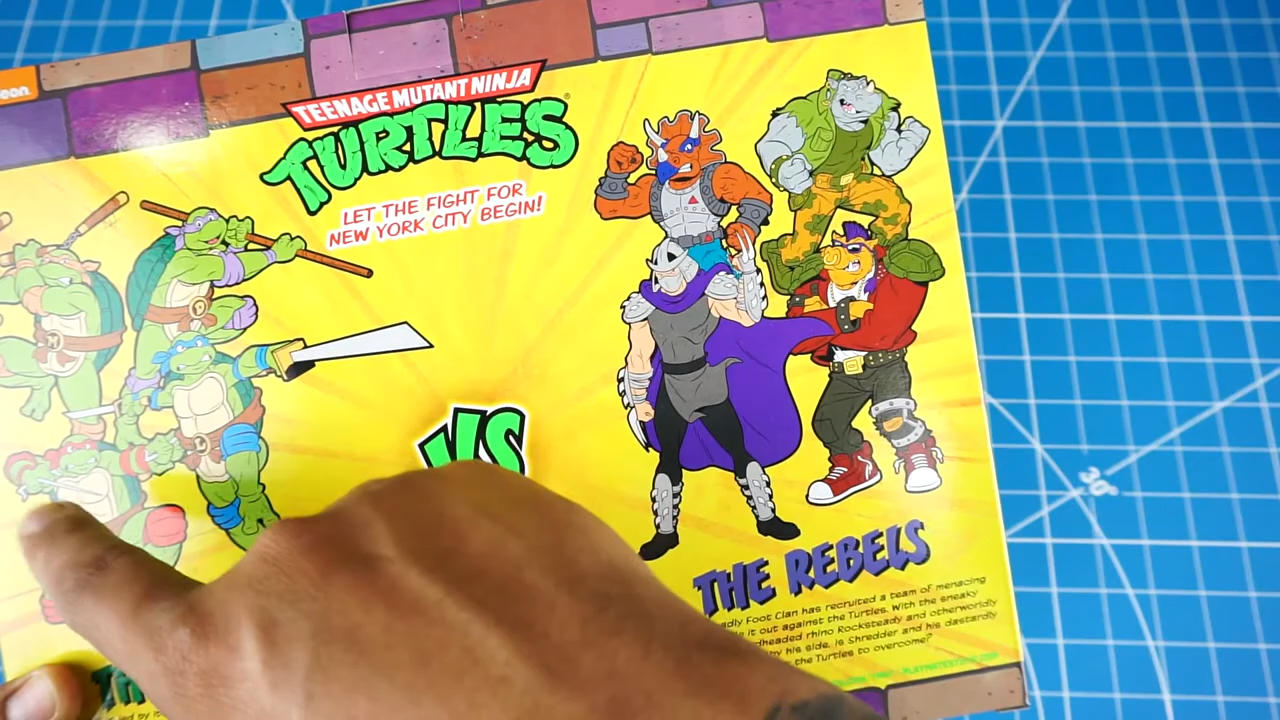 TEENAGE MUTANT NINJA
TURTLES
LET THE FIGHT FOR
NEW YORK CITY BEGIN!
VS
THE REBELS
Foot Clan has recruited a team of menacing
it out against the Turtles. With the sneaky
rhino Rocksteady and otherworldly
by his side, is Shredder and his dastardly
the Turtles to overcome?
36